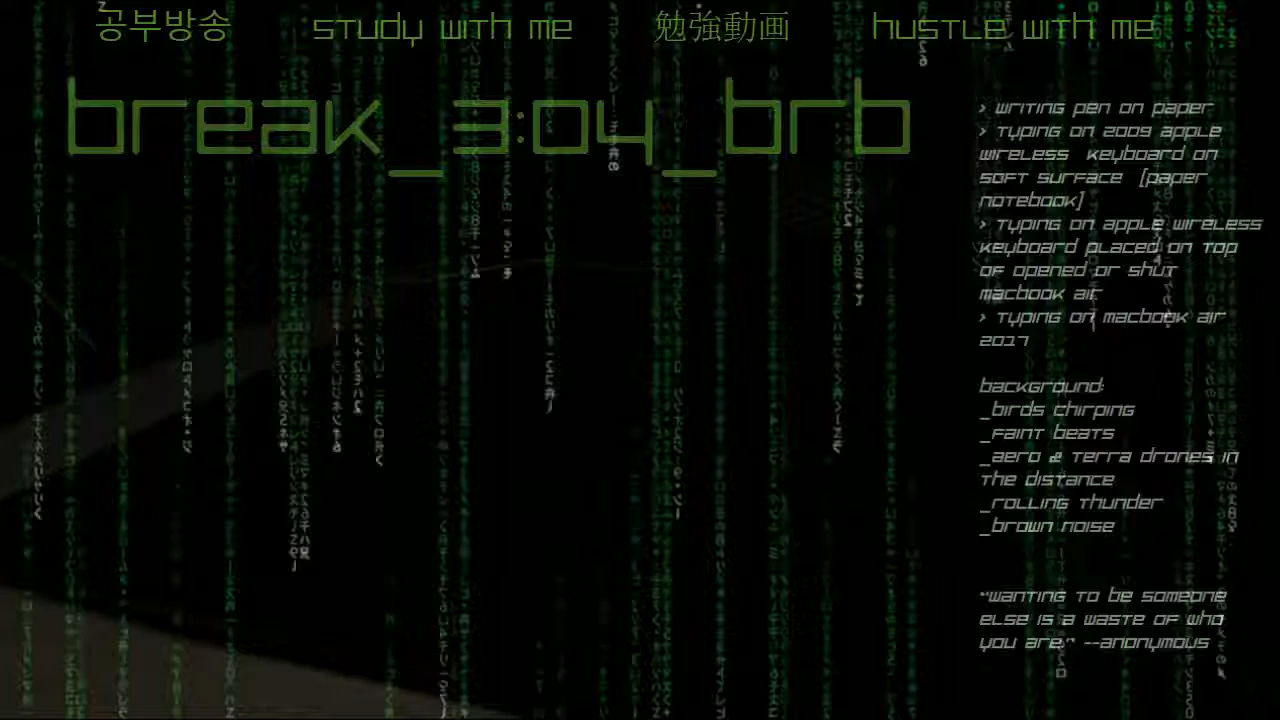 공부방송 study with me 勉強動画 hustle with me
break_3:04_brb
> writing pen on paper
> typing on 2009 apple
wireless keyboard on
soft surface [paper
notebook]
> typing on apple wireless
keyboard placed on top
of opened or shut
macbook air
> typing on macbook air
2017
background:
_birds chirping
_faint beats
_aero & terra drones in
the distance
_rolling thunder
_brown noise
"wanting to be someone
else is a waste of who
you are." --anonymous